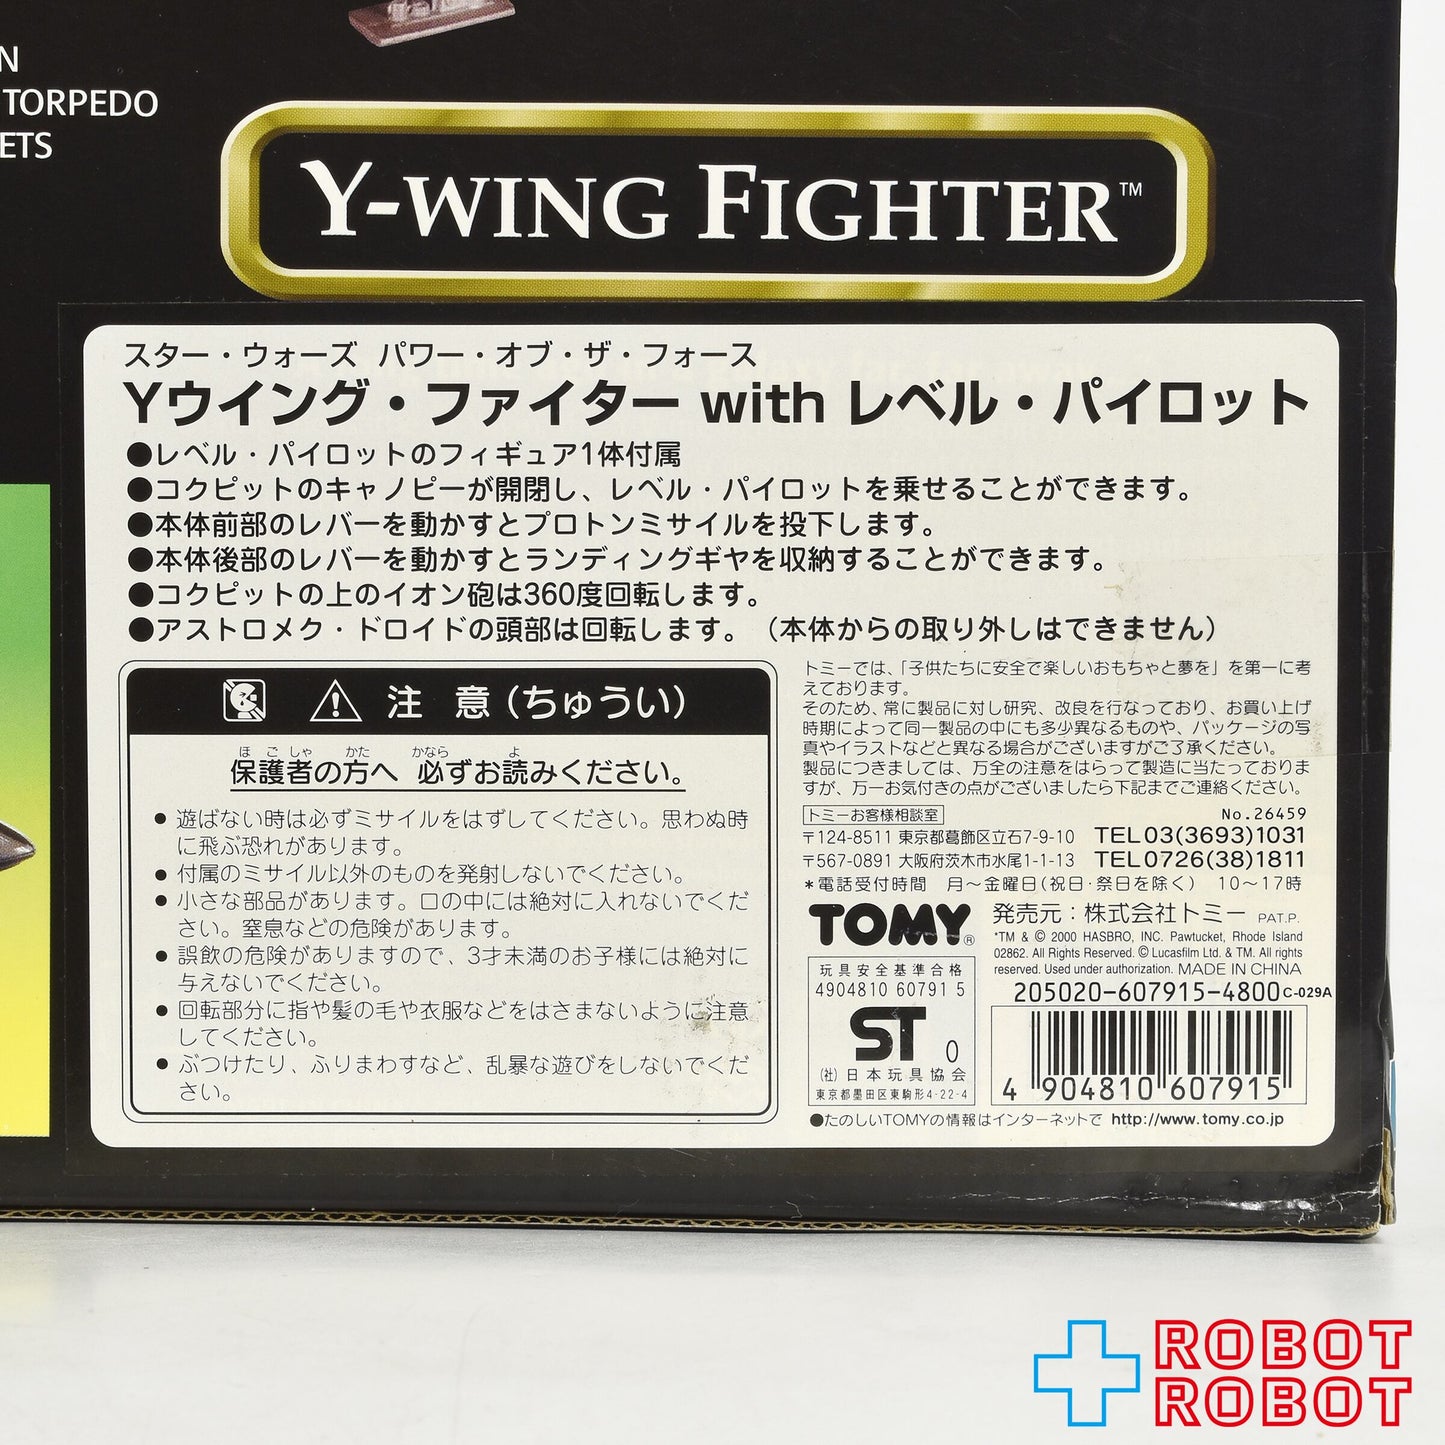 N
TORPEDO
ETS
Y-WING FIGHTER™
スター・ウォーズ パワー・オブ・ザ・フォース
Yウイング・ファイター with レベル・パイロット
●レベル・パイロットのフィギュア1体付属
●コクピットのキャノピーが開閉し、レベル・パイロットを乗せることができます。
●本体前部のレバーを動かすとプロトンミサイルを投下します。
●本体後部のレバーを動かすとランディングギヤを収納することができます。
●コクピットの上のイオン砲は360度回転します。
●アストロメク・ドロイドの頭部は回転します。（本体からの取り外しはできません）
注 意（ちゅうい）
ほ ご しゃ かた かなら よ
保護者の方へ 必ずお読みください。
• 遊ばない時は必ずミサイルをはずしてください。思わぬ時
に飛ぶ恐れがあります。
• 付属のミサイル以外のものを発射しないでください。
• 小さな部品があります。口の中には絶対に入れないでくだ
さい。窒息などの危険があります。
• 誤飲の危険がありますので、3才未満のお子様には絶対に
与えないでください。
• 回転部分に指や髪の毛や衣服などをはさまないように注意
してください。
• ぶつけたり、ふりまわすなど、乱暴な遊びをしないでくだ
さい。
トミーでは、「子供たちに安全で楽しいおもちゃと夢を」を第一に考
えております。
そのため、常に製品に対し研究、改良を行なっており、お買い上げ
時期によって同一製品の中にも多少異なるものや、パッケージの写
真やイラストなどと異なる場合がございますがご了承ください。
製品につきましては、万全の注意をはらって製造に当たっておりま
すが、万一お気付きの点がございましたら下記までご連絡ください。
トミーお客様相談室 No.26459
〒124-8511 東京都葛飾区立石7-9-10 TEL03(3693)1031
〒567-0891 大阪府茨木市水尾1-1-13 TEL0726(38)1811
*電話受付時間 月～金曜日(祝日・祭日を除く) 10～17時
TOMY® 発売元：株式会社トミー PAT.P.
*TM & © 2000 HASBRO, INC. Pawtucket, Rhode Island
02862. All Rights Reserved. © Lucasfilm Ltd. & TM. All rights
reserved. Used under authorization. MADE IN CHINA
205020-607915-4800 C-029A
玩具安全基準合格
4904810 60791 5
ST 0
(社) 日本玩具協会
東京都墨田区東駒形4-22-4
4 904810 607915
●たのしいTOMYの情報はインターネットで http://www.tomy.co.jp
ROBOT
ROBOT